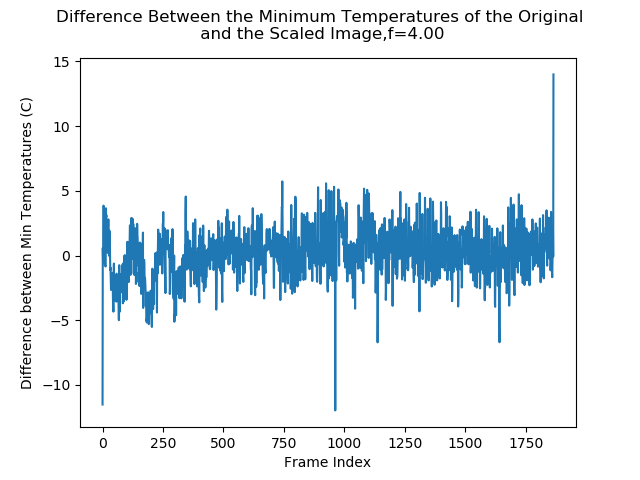 Difference Between the Minimum Temperatures of the Original
and the Scaled Image,f=4.00
15
10
5
0
−5
−10
Difference between Min Temperatures (C)
0 250 500 750 1000 1250 1500 1750
Frame Index